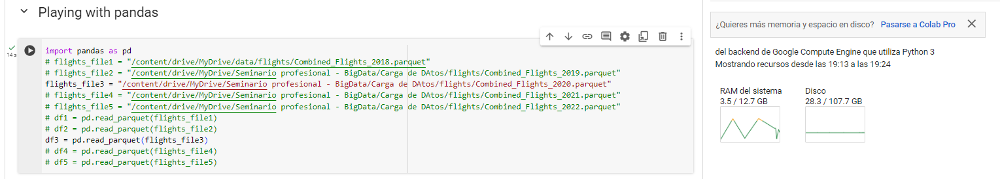 Playing with pandas
14 s
import pandas as pd
# flights_file1 = "/content/drive/MyDrive/data/flights/Combined_Flights_2018.parquet"
# flights_file2 = "/content/drive/MyDrive/Seminario profesional - BigData/Carga de DAtos/flights/Combined_Flights_2019.parquet"
flights_file3 = "/content/drive/MyDrive/Seminario profesional - BigData/Carga de DAtos/flights/Combined_Flights_2020.parquet"
# flights_file4 = "/content/drive/MyDrive/Seminario profesional - BigData/Carga de DAtos/flights/Combined_Flights_2021.parquet"
# flights_file5 = "/content/drive/MyDrive/Seminario profesional - BigData/Carga de DAtos/flights/Combined_Flights_2022.parquet"
# df1 = pd.read_parquet(flights_file1)
# df2 = pd.read_parquet(flights_file2)
df3 = pd.read_parquet(flights_file3)
# df4 = pd.read_parquet(flights_file4)
# df5 = pd.read_parquet(flights_file5)
¿Quieres más memoria y espacio en disco? Pasarse a Colab Pro
del backend de Google Compute Engine que utiliza Python 3
Mostrando recursos desde las 19:13 a las 19:24
RAM del sistema
3.5 / 12.7 GB
Disco
28.3 / 107.7 GB